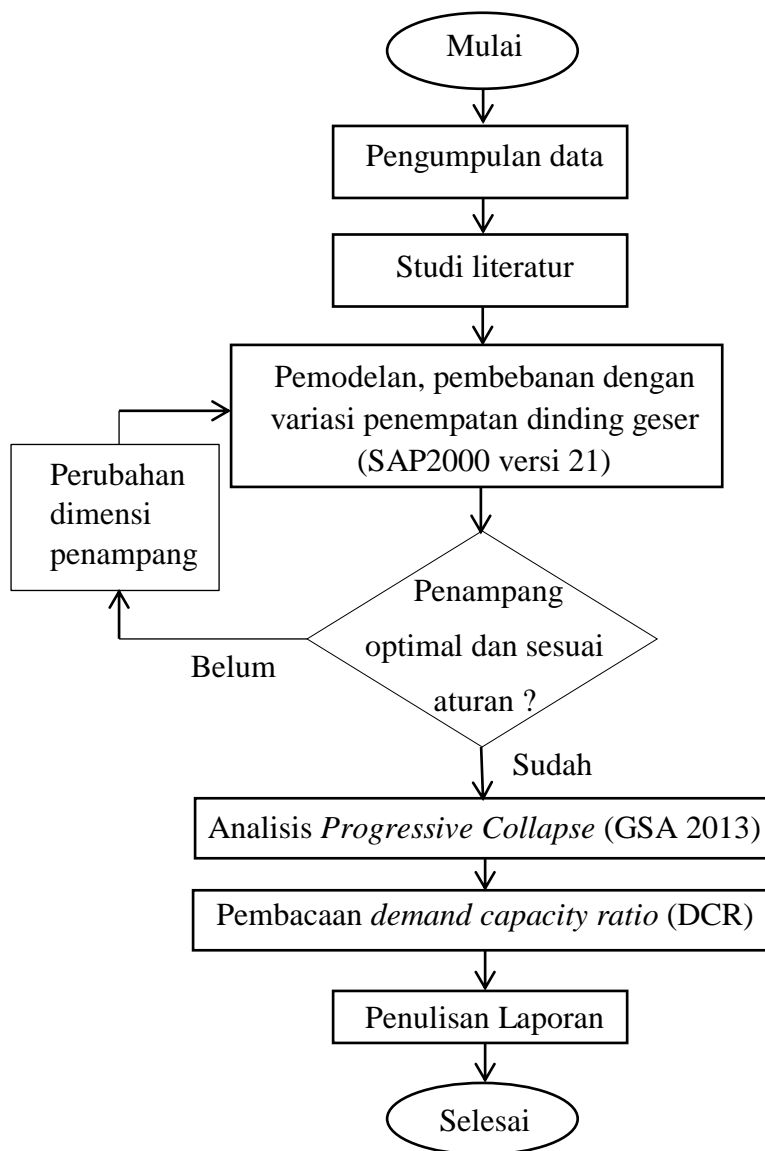 Mulai
Pengumpulan data
Studi literatur
Pemodelan, pembebanan dengan
variasi penempatan dinding geser
(SAP2000 versi 21)
Perubahan
dimensi
penampang
Penampang
optimal dan sesuai
aturan ?
Belum
Sudah
Analisis Progressive Collapse (GSA 2013)
Pembacaan demand capacity ratio (DCR)
Penulisan Laporan
Selesai